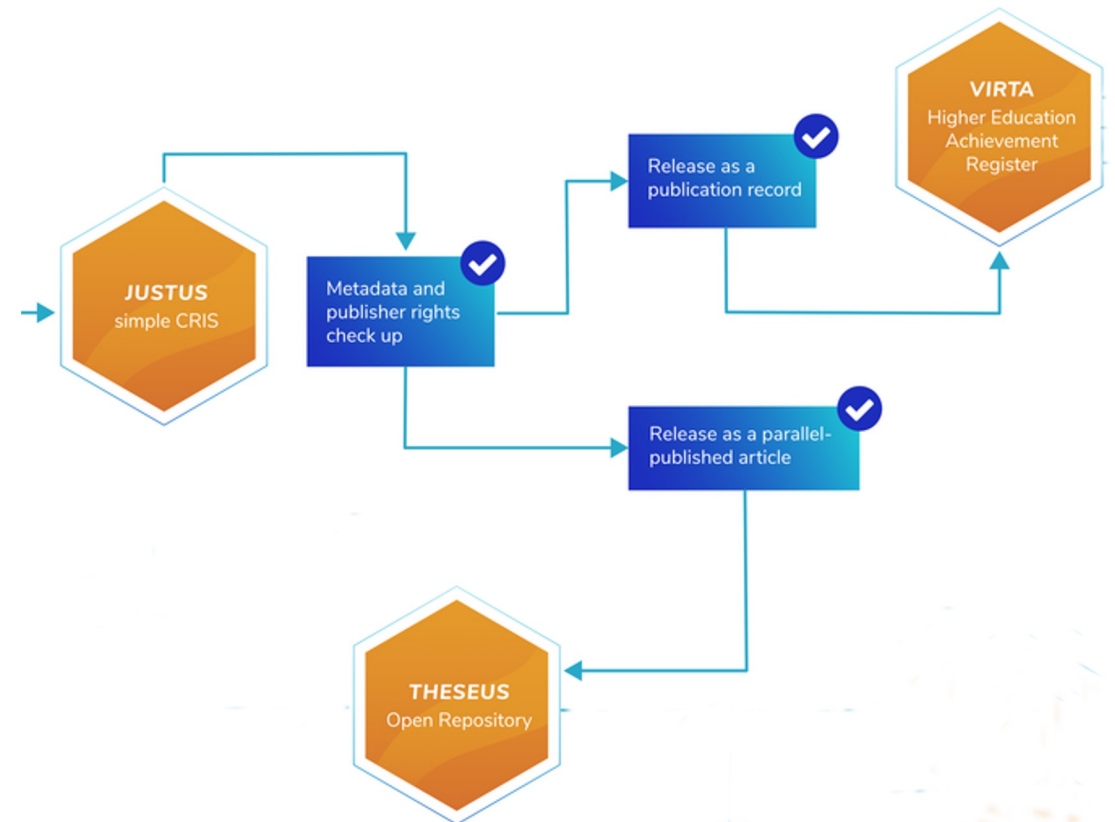 JUSTUS
simple CRIS
Metadata and
publisher rights
check up
Release as a
publication record
VIRTA
Higher Education
Achievement
Register
Release as a parallel-
published article
THESEUS
Open Repository